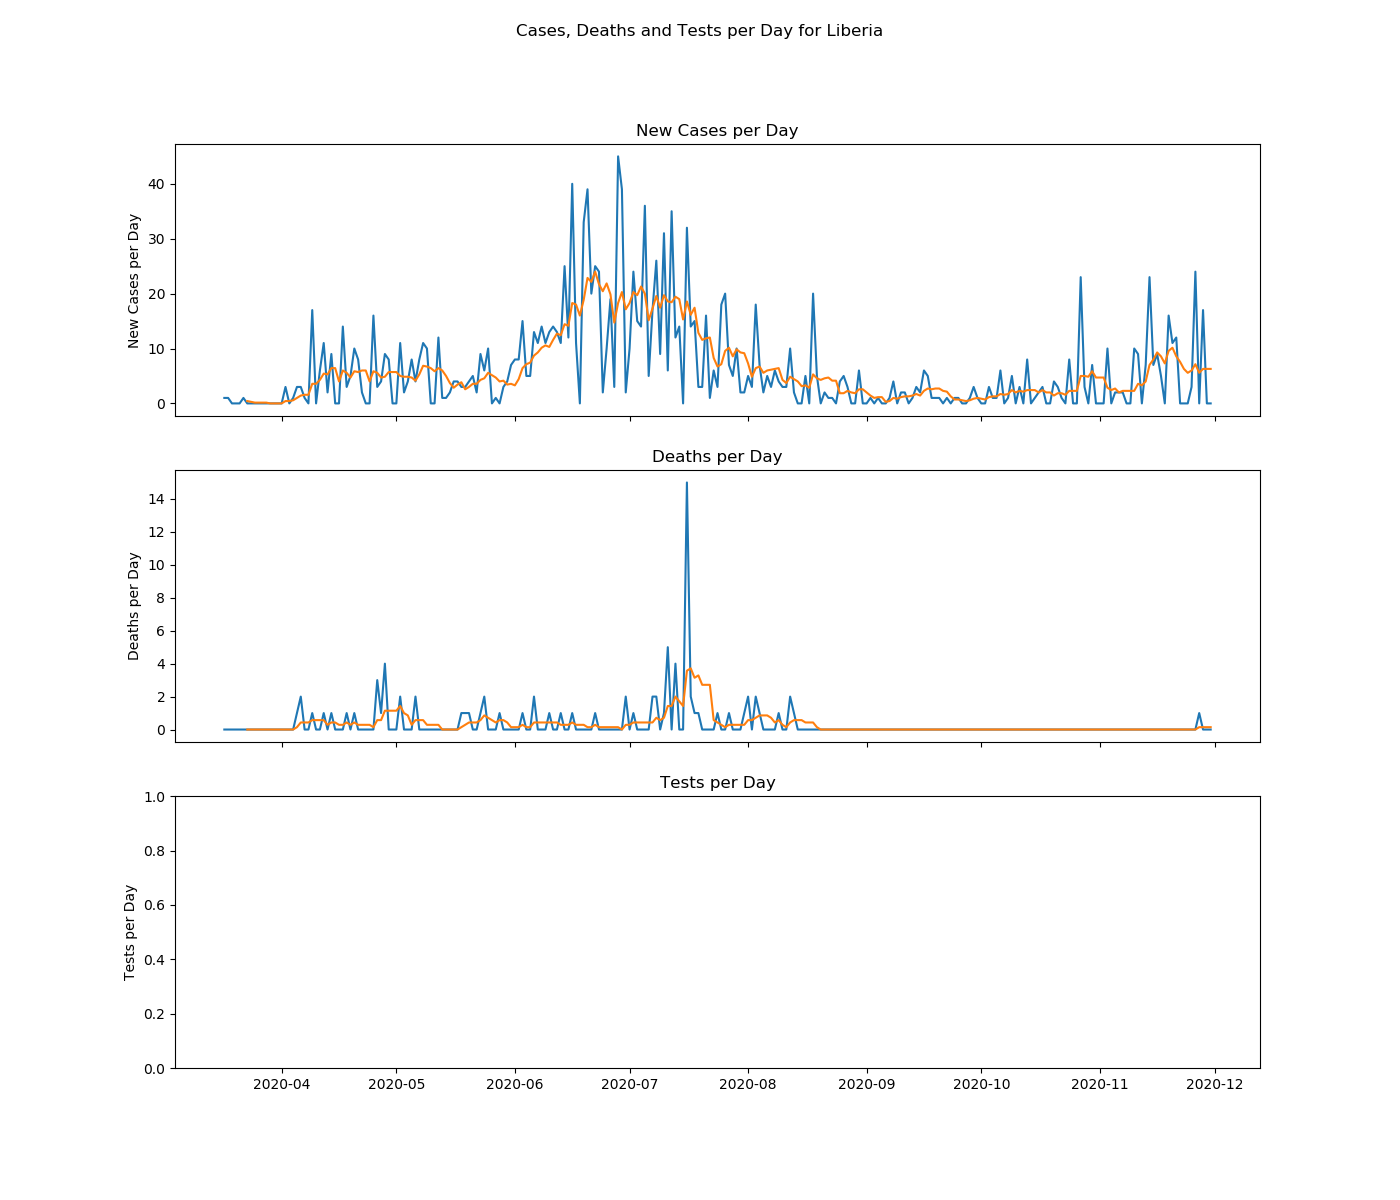 Cases, Deaths and Tests per Day for Liberia
New Cases per Day
New Cases per Day
40
30
20
10
0
Deaths per Day
Deaths per Day
14
12
10
8
6
4
2
0
Tests per Day
Tests per Day
1.0
0.8
0.6
0.4
0.2
0.0
2020-04 2020-05 2020-06 2020-07 2020-08 2020-09 2020-10 2020-11 2020-12